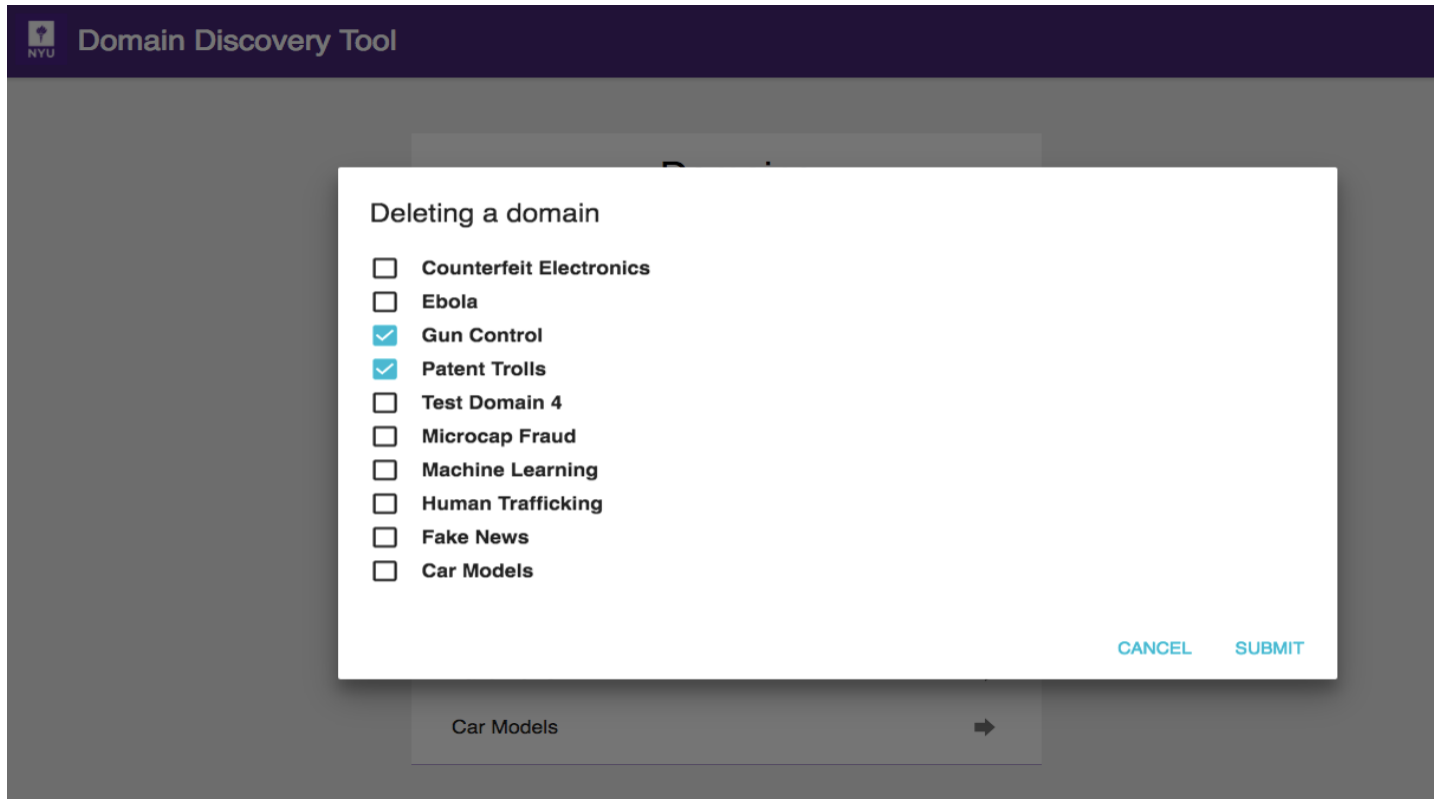 NYU
Domain Discovery Tool
Deleting a domain
Counterfeit Electronics
Ebola
Gun Control
Patent Trolls
Test Domain 4
Microcap Fraud
Machine Learning
Human Trafficking
Fake News
Car Models
CANCEL SUBMIT
Car Models